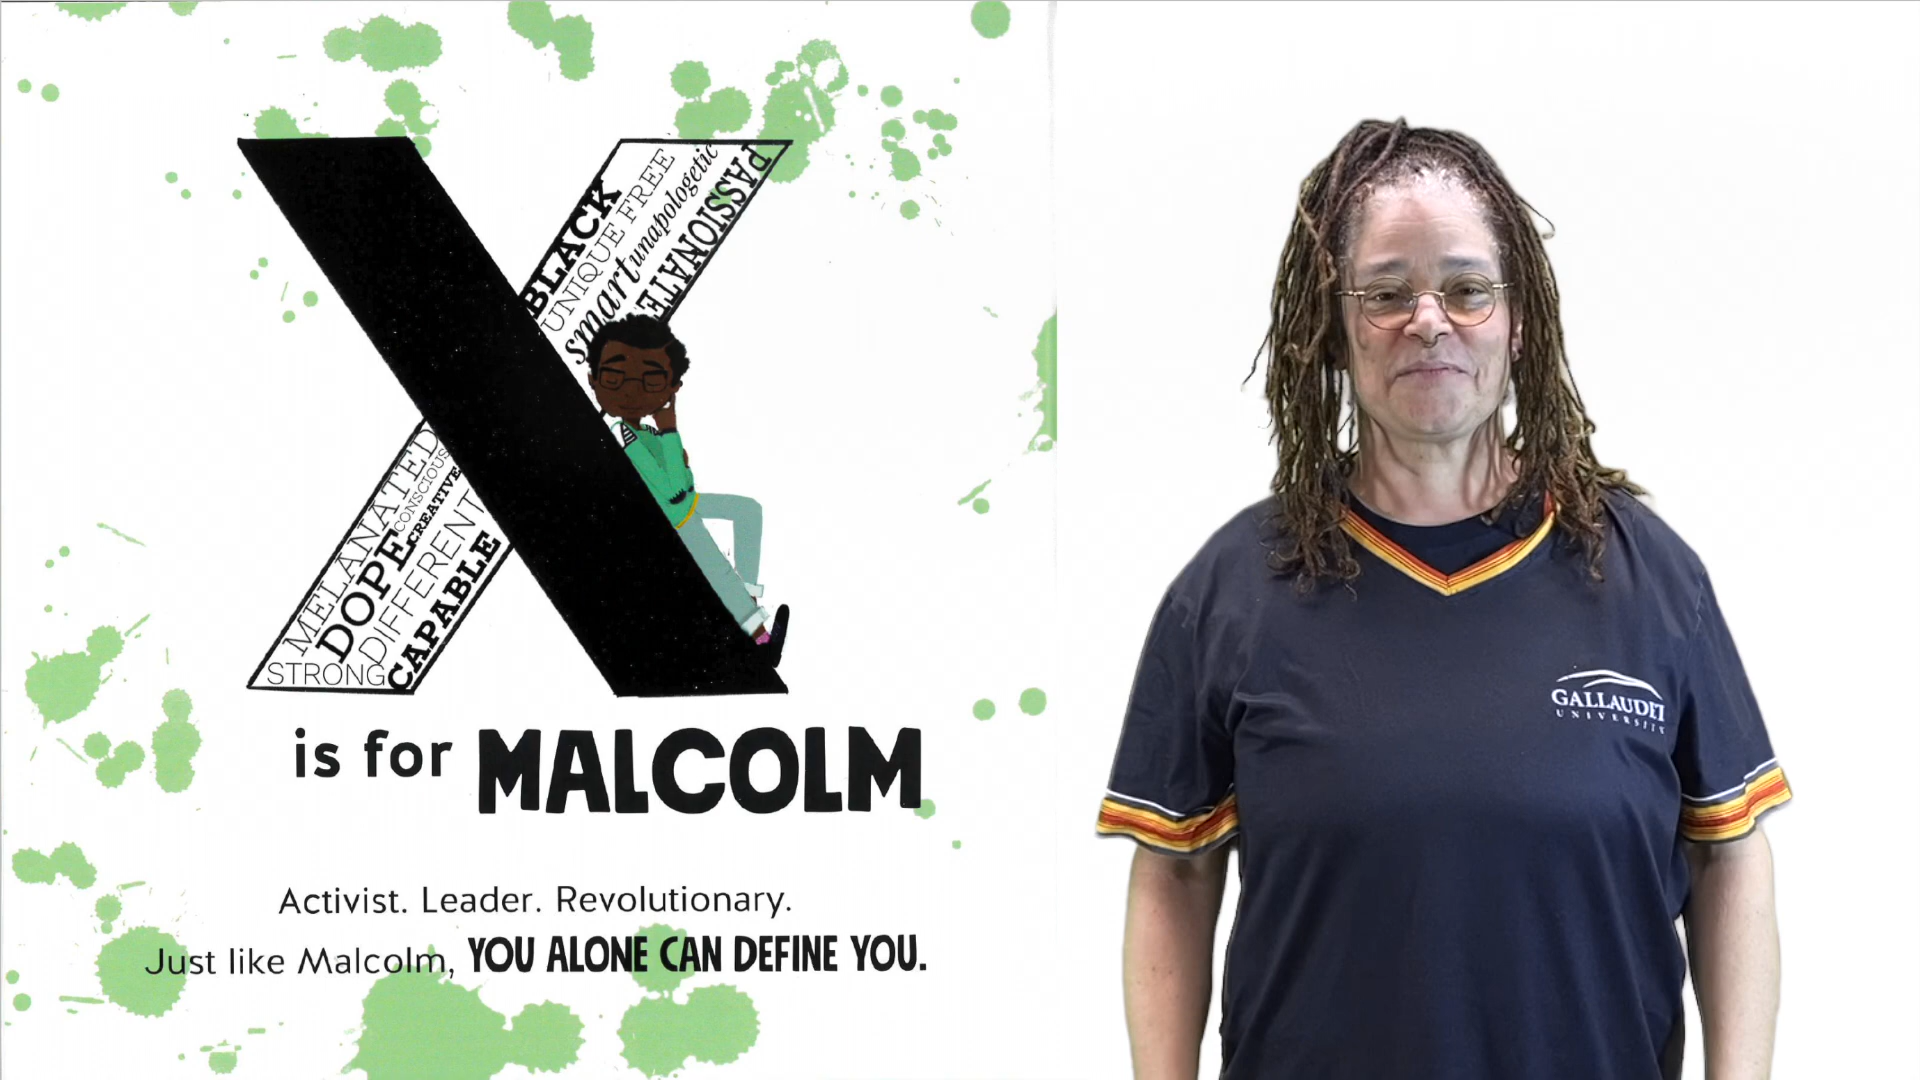 X
BLACK
UNIQUE FREE
smart unapologetic
PASSIONATE
MELANATED
CONSCIOUS
DOPE CREATIVE
DIFFERENT
STRONG CAPABLE
is for MALCOLM
Activist. Leader. Revolutionary.
Just like Malcolm, YOU ALONE CAN DEFINE YOU.
GALLAUDET
UNIVERSITY